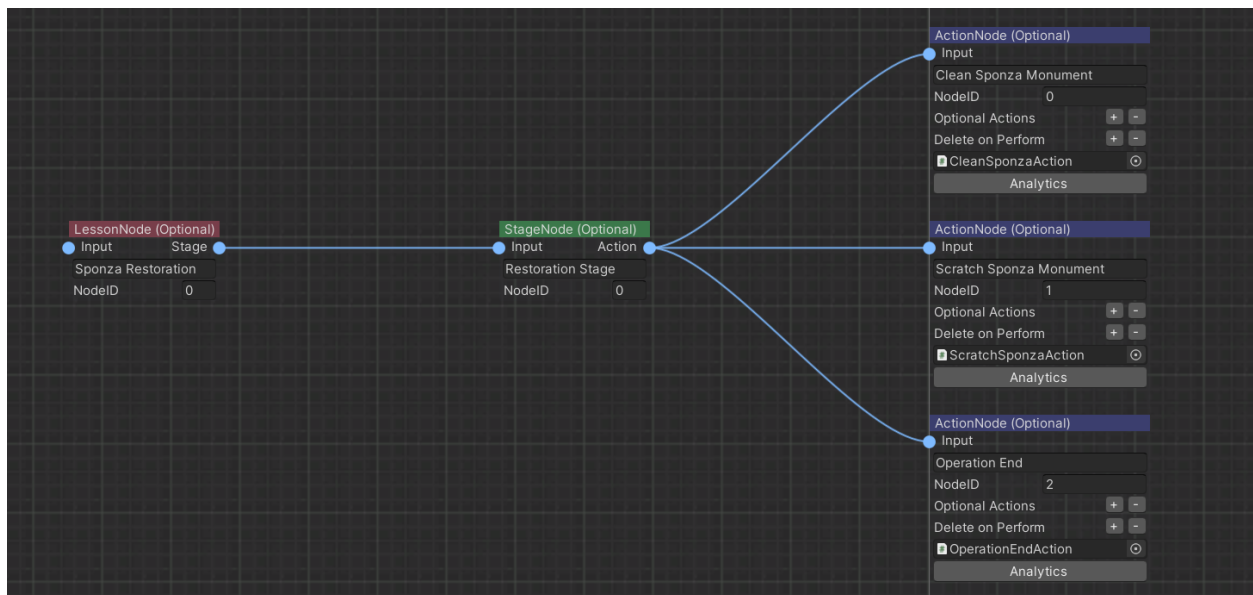 LessonNode (Optional)
Input Stage
Sponza Restoration
NodeID 0
StageNode (Optional)
Input Action
Restoration Stage
NodeID 0
ActionNode (Optional)
Input
Clean Sponza Monument
NodeID 0
Optional Actions + -
Delete on Perform + -
CleanSponzaAction
Analytics
ActionNode (Optional)
Input
Scratch Sponza Monument
NodeID 1
Optional Actions + -
Delete on Perform + -
ScratchSponzaAction
Analytics
ActionNode (Optional)
Input
Operation End
NodeID 2
Optional Actions + -
Delete on Perform + -
OperationEndAction
Analytics